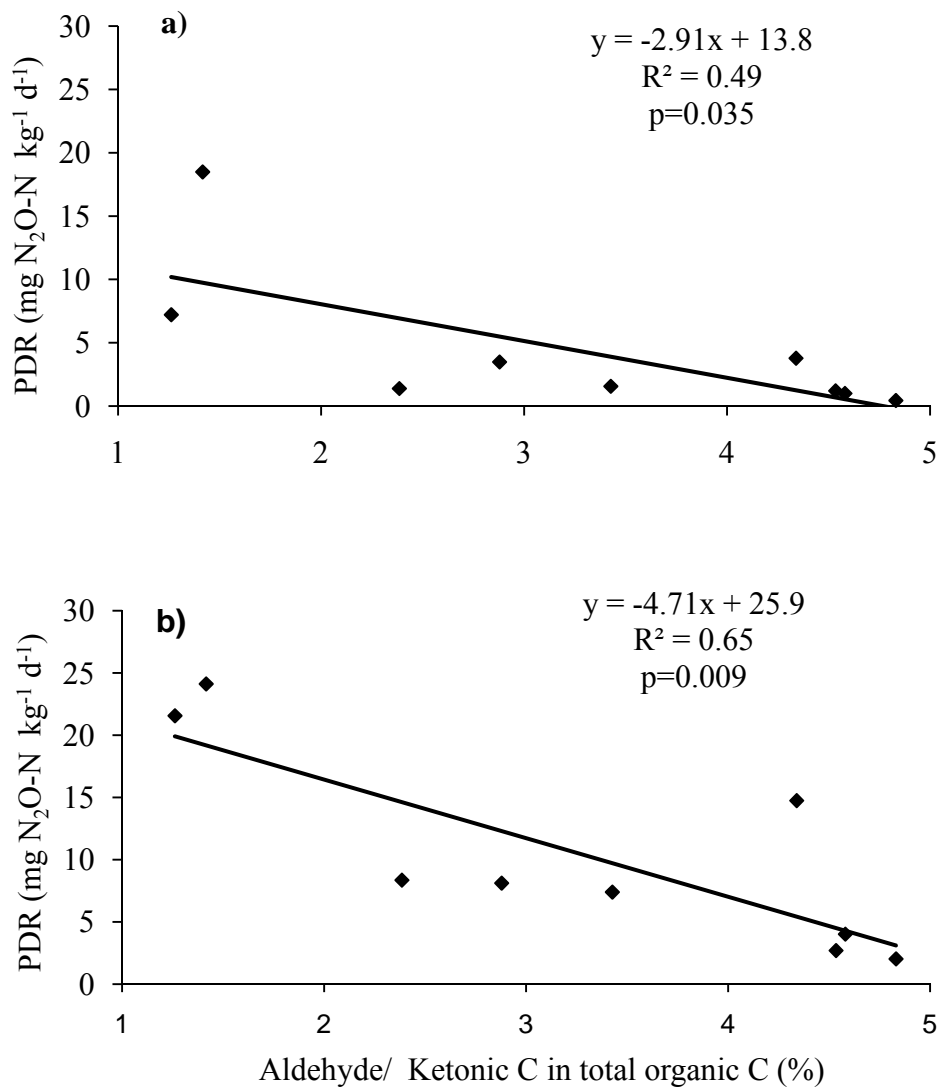 a)
y = -2.91x + 13.8
R² = 0.49
p=0.035
PDR (mg N₂O-N kg⁻¹ d⁻¹)
30
25
20
15
10
5
0
1 2 3 4 5
b)
y = -4.71x + 25.9
R² = 0.65
p=0.009
PDR (mg N₂O-N kg⁻¹ d⁻¹)
30
25
20
15
10
5
0
1 2 3 4 5
Aldehyde/ Ketonic C in total organic C (%)